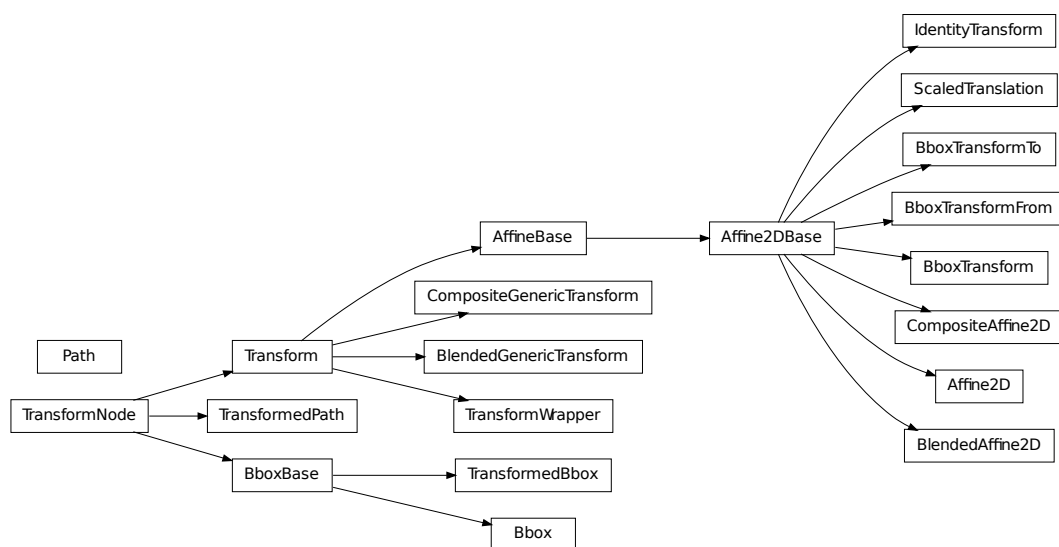 IdentityTransform
ScaledTranslation
BboxTransformTo
BboxTransformFrom
AffineBase
Affine2DBase
BboxTransform
CompositeGenericTransform
CompositeAffine2D
Path
Transform
BlendedGenericTransform
Affine2D
TransformNode
TransformedPath
TransformWrapper
BlendedAffine2D
BboxBase
TransformedBbox
Bbox